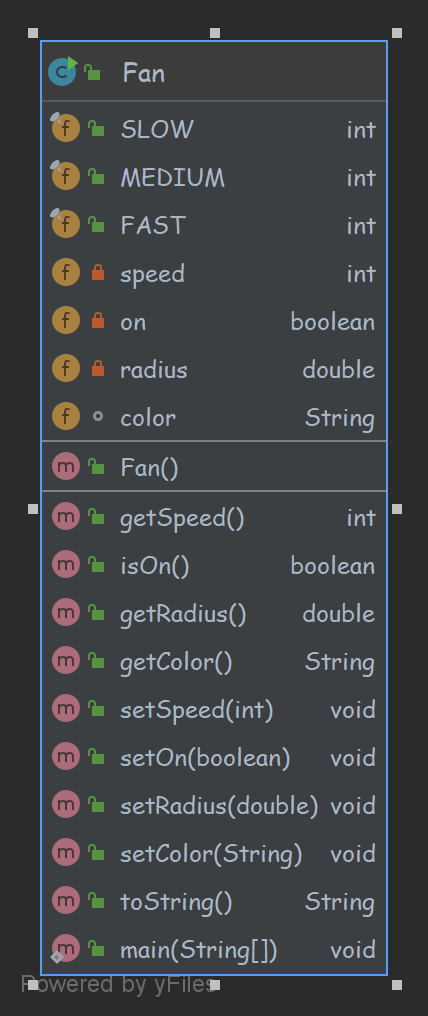 Fan
SLOW int
MEDIUM int
FAST int
speed int
on boolean
radius double
color String
Fan()
getSpeed() int
isOn() boolean
getRadius() double
getColor() String
setSpeed(int) void
setOn(boolean) void
setRadius(double) void
setColor(String) void
toString() String
main(String[]) void
Powered by yFiles